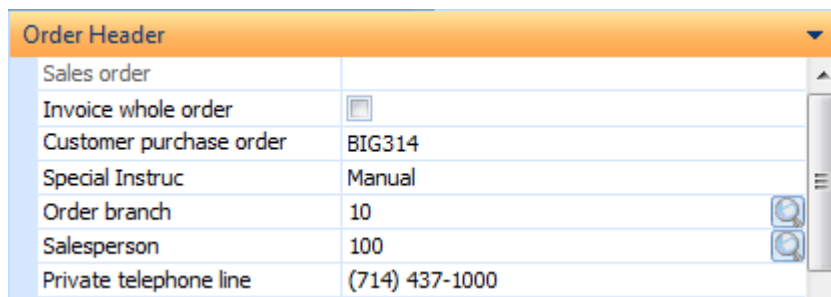 Order Header
Sales order
Invoice whole order
Customer purchase order BIG314
Special Instruc Manual
Order branch 10
Salesperson 100
Private telephone line (714) 437-1000